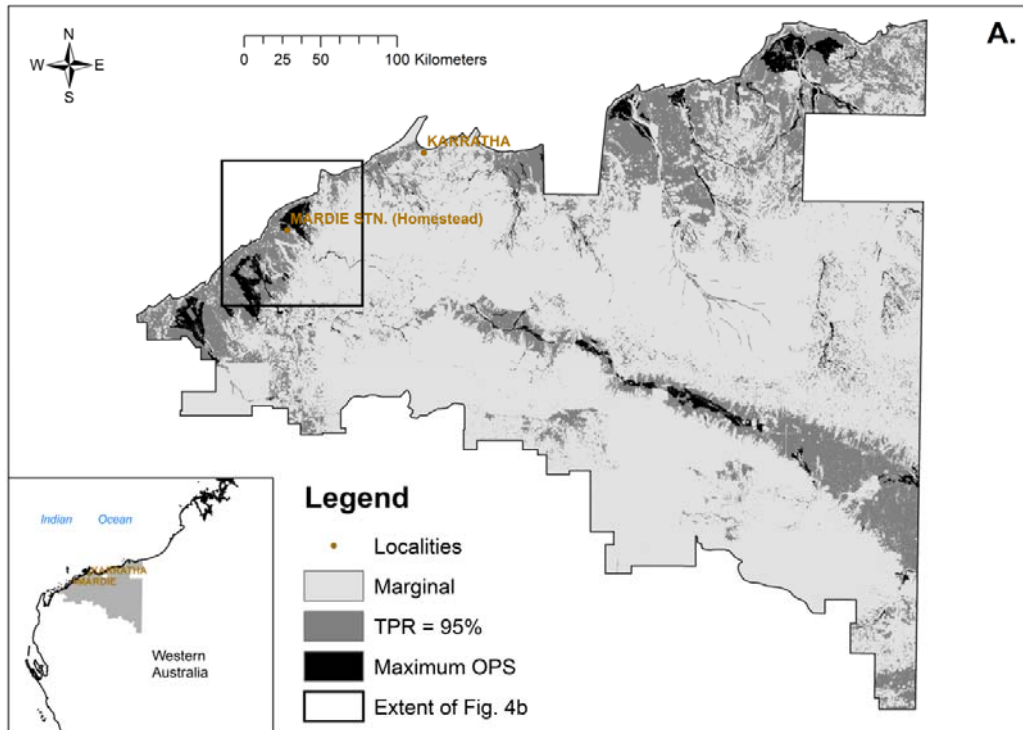 A.
N
W E
S
0 25 50 100 Kilometers
KARRATHA
MARDIE STN. (Homestead)
Indian Ocean
KARRATHA
MARDIE
Western
Australia
Legend
Localities
Marginal
TPR = 95%
Maximum OPS
Extent of Fig. 4b